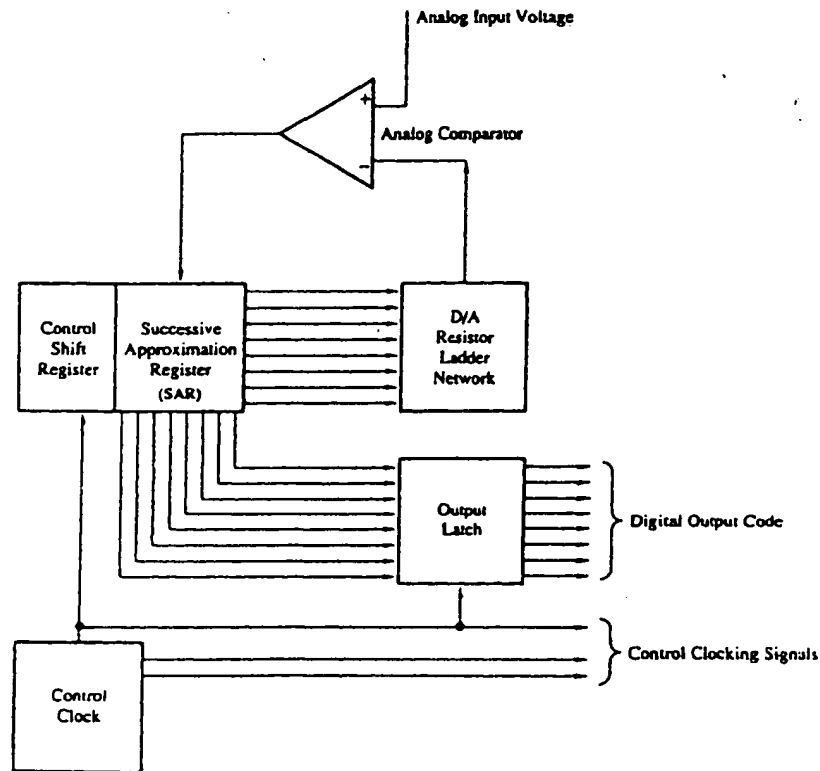 Analog Input Voltage
+
Analog Comparator
−
Control
Shift
Register
Successive
Approximation
Register
(SAR)
D/A
Resistor
Ladder
Network
Output
Latch
Digital Output Code
Control Clocking Signals
Control
Clock